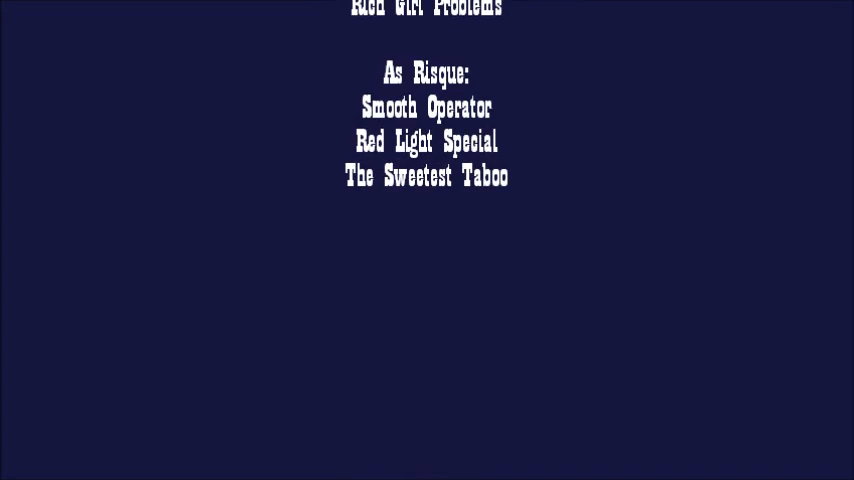 Rich Girl Problems
As Risque:
Smooth Operator
Red Light Special
The Sweetest Taboo